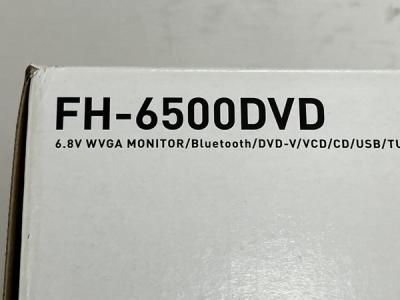 FH-6500DVD
6.8V WVGA MONITOR/Bluetooth/DVD-V/VCD/CD/USB/TU